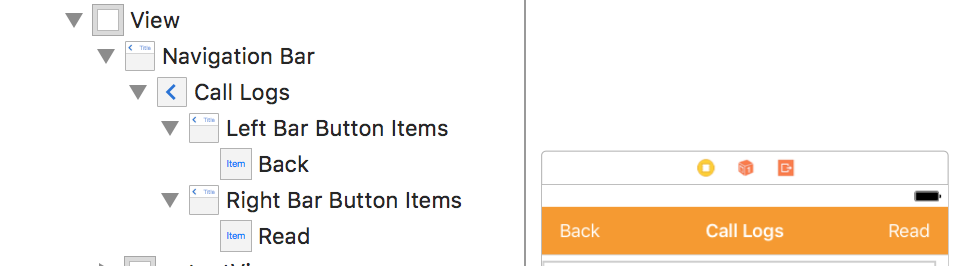 View
Navigation Bar
Call Logs
Left Bar Button Items
Item Back
Right Bar Button Items
Item Read
Back Call Logs Read